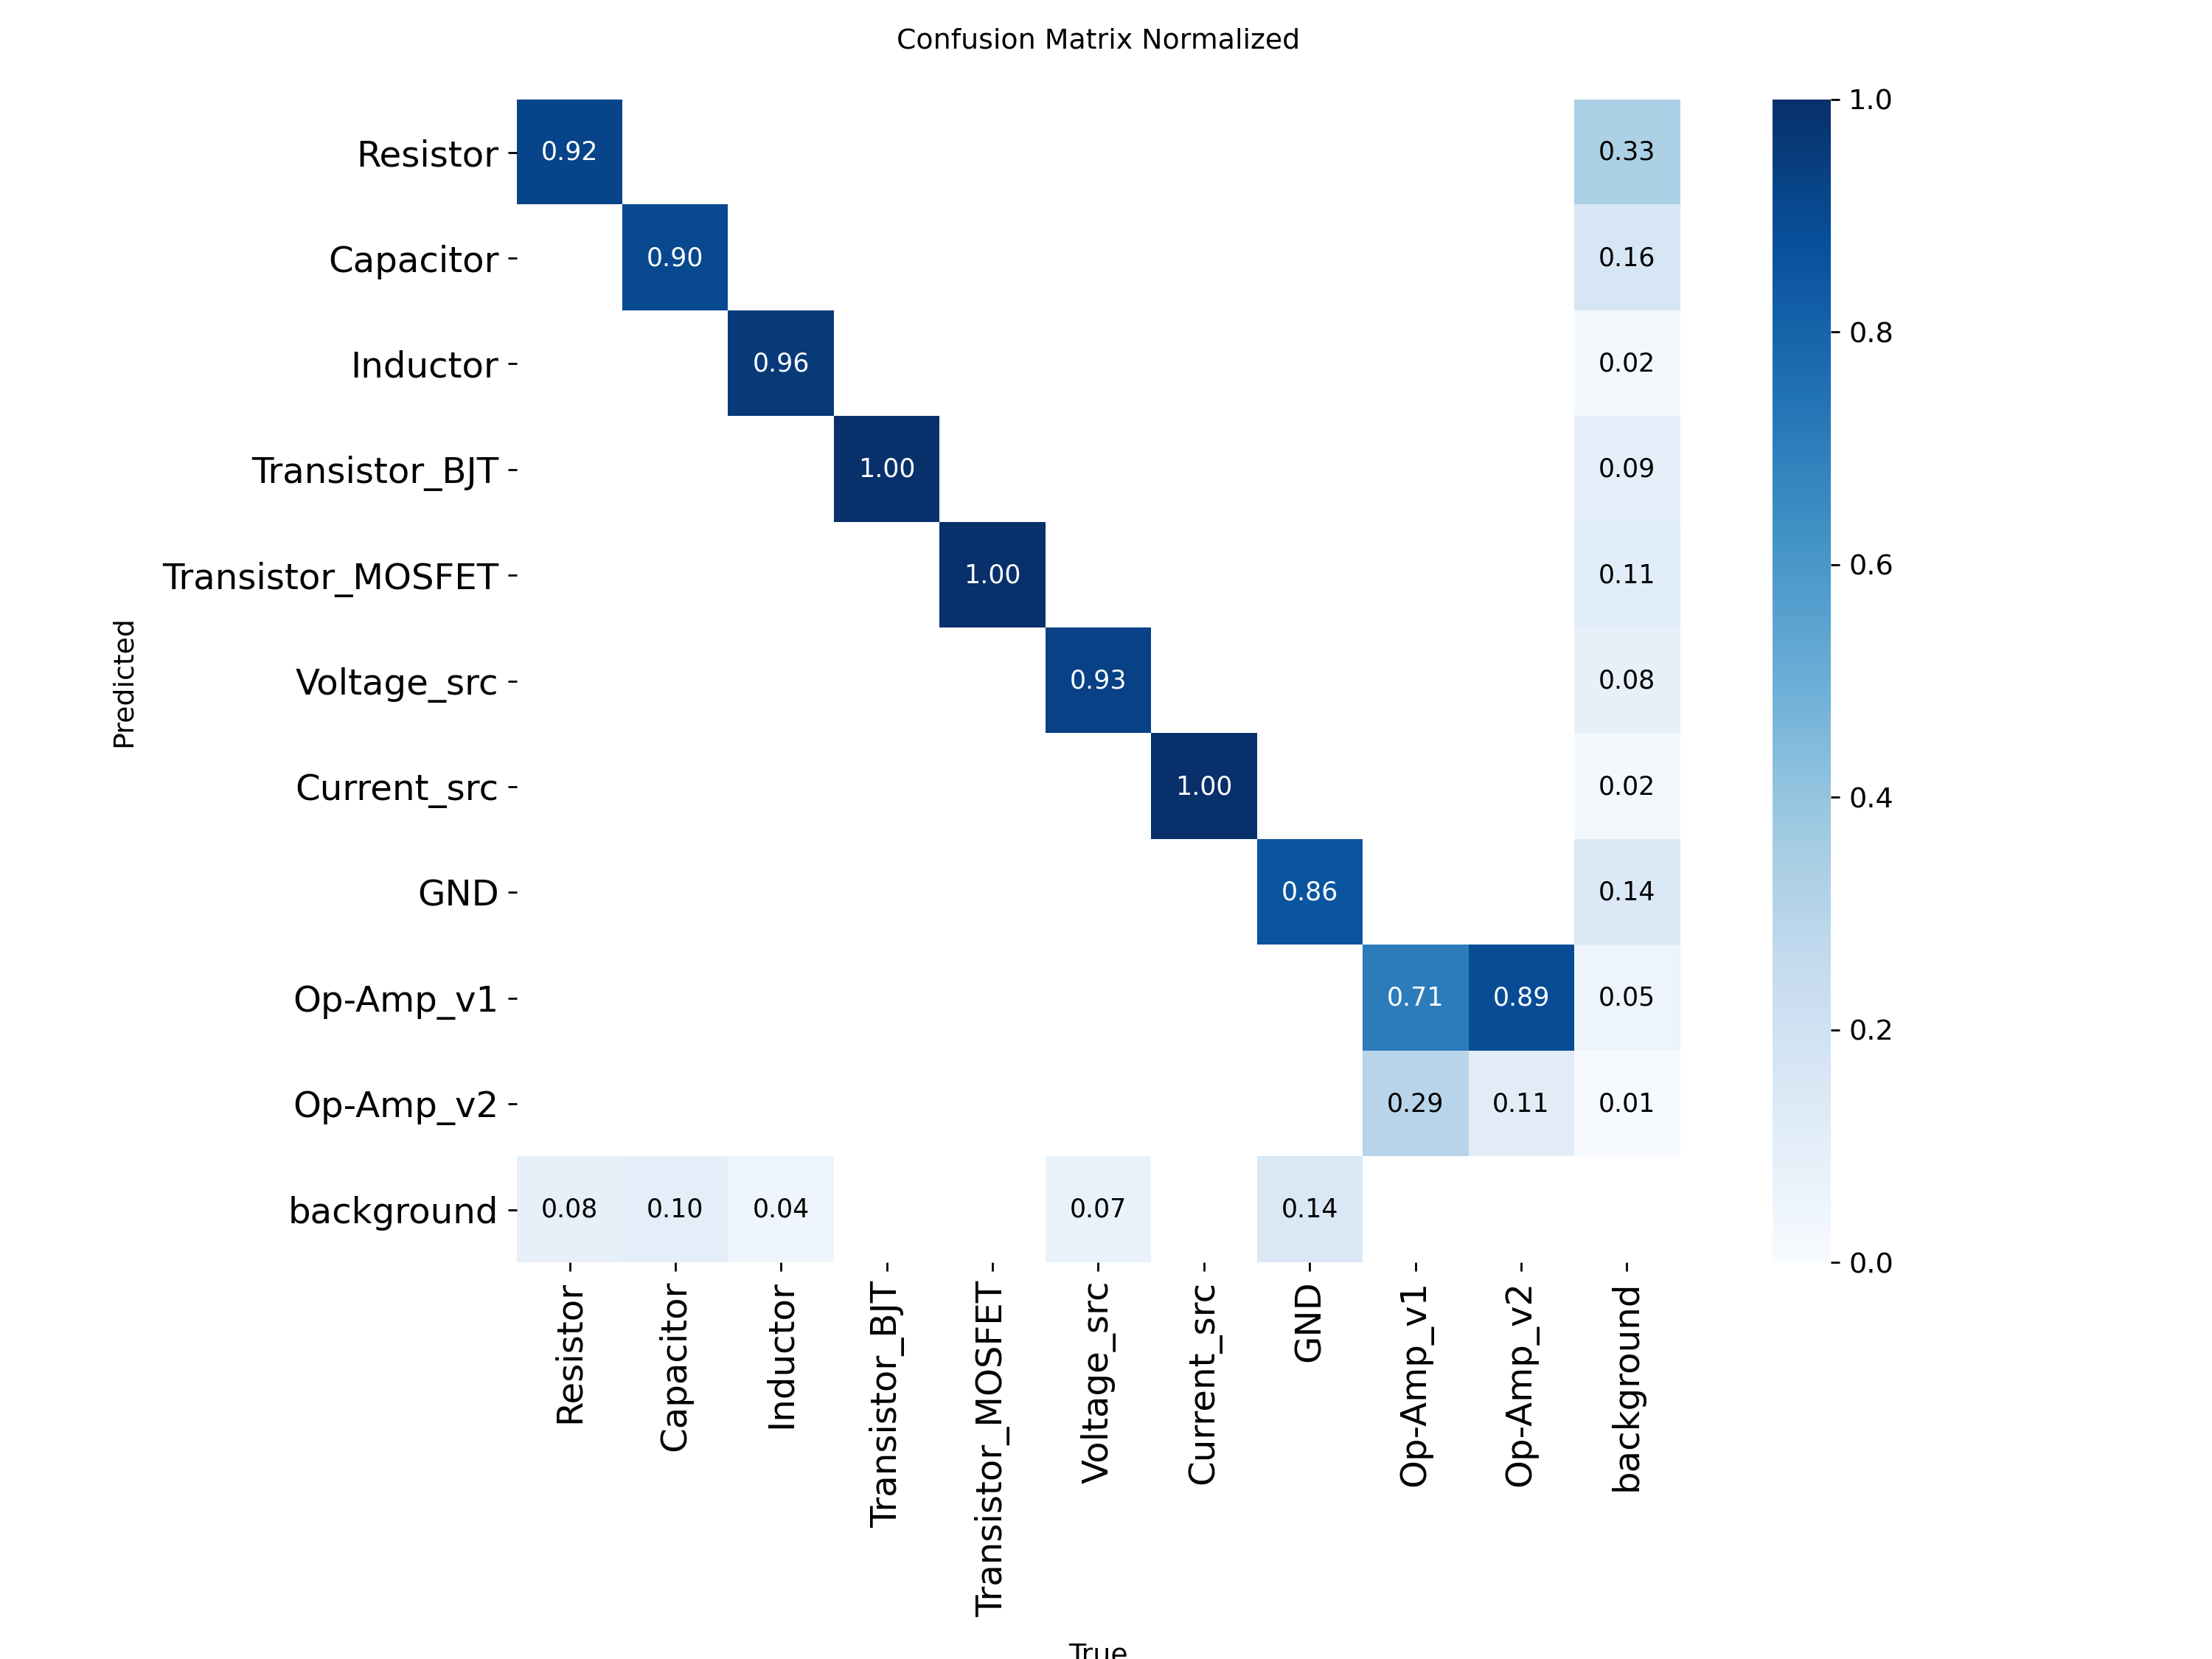 Confusion Matrix Normalized
Resistor 0.92 0.33
Capacitor 0.90 0.16
Inductor 0.96 0.02
Transistor_BJT 1.00 0.09
Transistor_MOSFET 1.00 0.11
Voltage_src 0.93 0.08
Current_src 1.00 0.02
GND 0.86 0.14
Op-Amp_v1 0.71 0.89 0.05
Op-Amp_v2 0.29 0.11 0.01
background 0.08 0.10 0.04 0.07 0.14
Predicted
Resistor
Capacitor
Inductor
Transistor_BJT
Transistor_MOSFET
Voltage_src
Current_src
GND
Op-Amp_v1
Op-Amp_v2
background
True
1.0
0.8
0.6
0.4
0.2
0.0